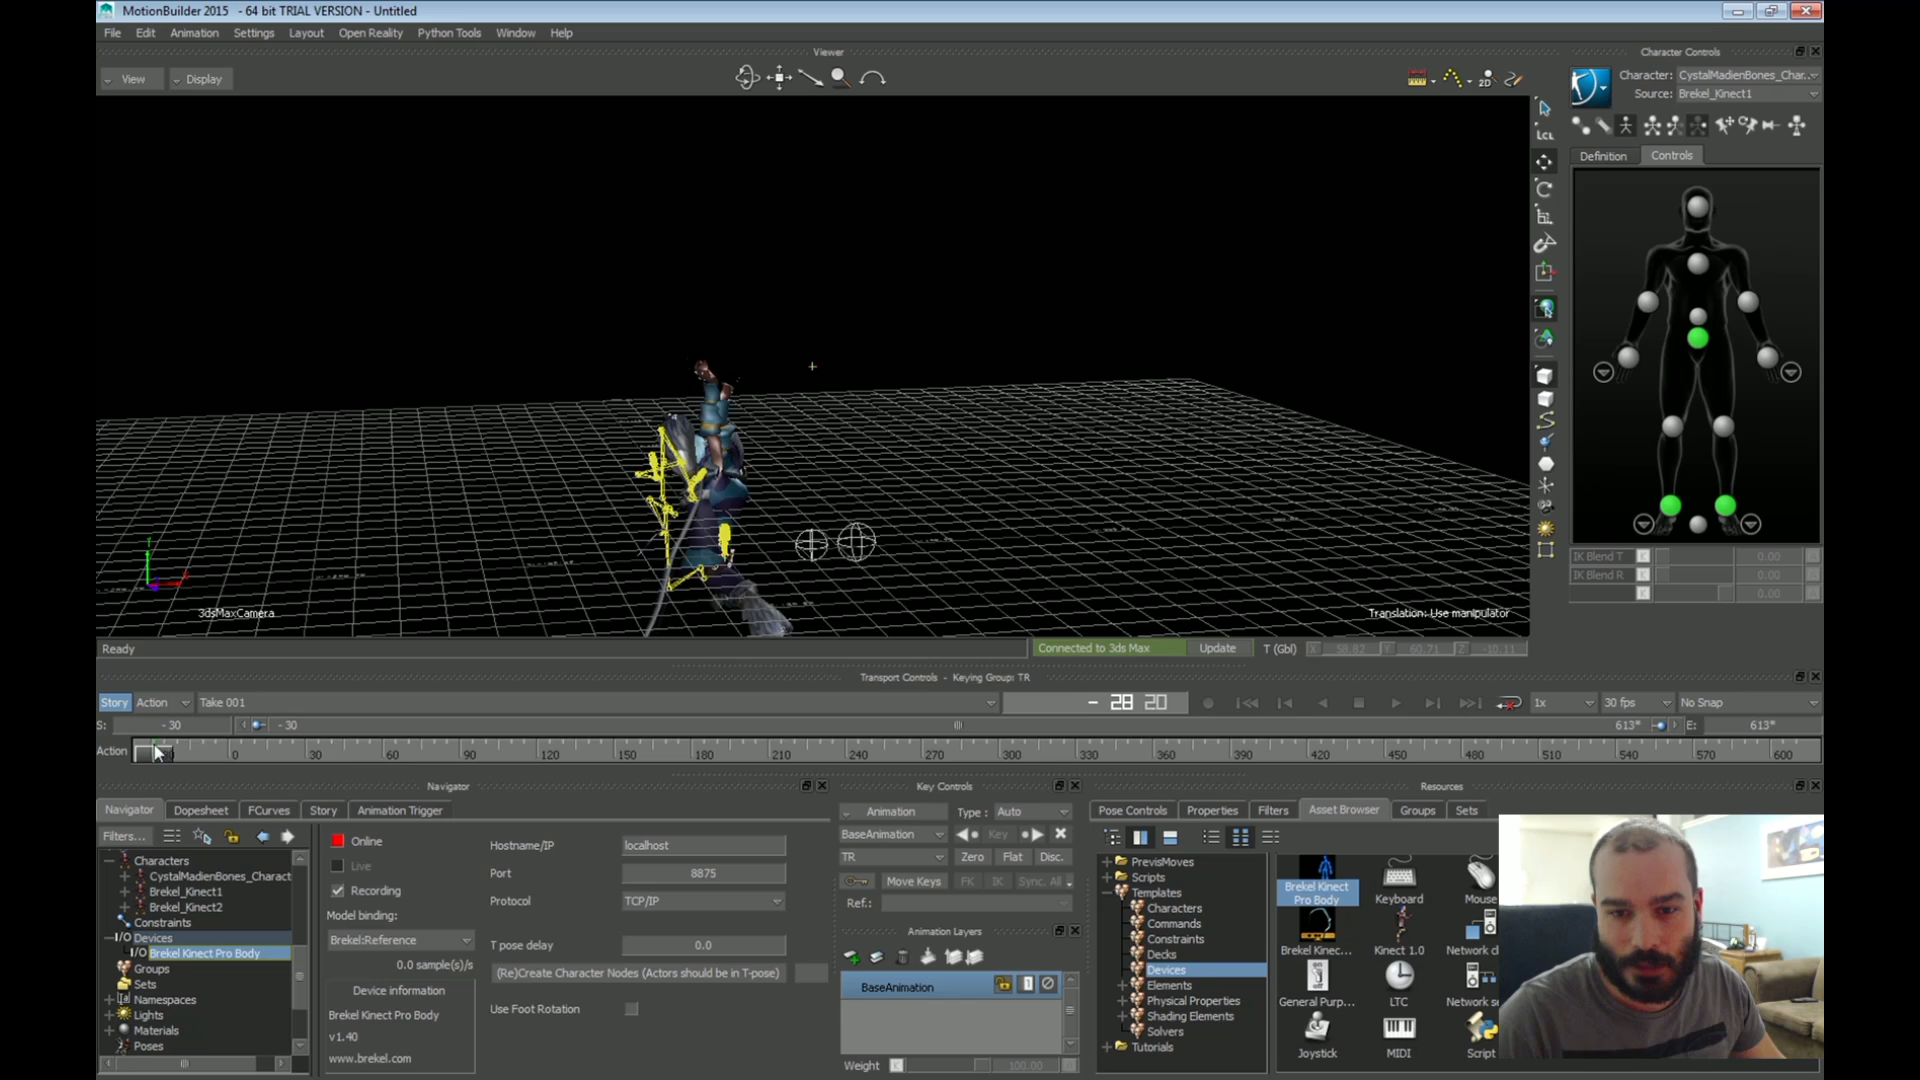 MotionBuilder 2015 - 64 bit TRIAL VERSION - Untitled
File Edit Animation Settings Layout Open Reality Python Tools Window Help
Viewer
View Display
2D
Character Controls
Character: CystalMadienBones_Char...
Source: Brekel_Kinect1
LCL
Definition Controls
3dsMaxCamera
Translation: Use manipulator
IK Blend T K 0.00
IK Blend R K 0.00
K 0.00
Ready
Connected to 3ds Max Update T (Gbl) X 58.82 Y 60.71 Z -10.11
Transport Controls - Keying Group: TR
Story Action Take 001 - 28 20 1x 30 fps No Snap
S: -30 -30 613* E: 613*
Action 0 30 60 90 120 150 180 210 240 270 300 330 360 390 420 450 480 510 540 570 600
Navigator
Navigator Dopesheet FCurves Story Animation Trigger
Filters...
Characters
CystalMadienBones_Charact
Brekel_Kinect1
Brekel_Kinect2
Constraints
I/O Devices
I/O Brekel Kinect Pro Body
Groups
Sets
Namespaces
Lights
Materials
Poses
Online
Live
Recording
Model binding:
Brekel:Reference
0.0 sample(s)/s
Device information
Brekel Kinect Pro Body
v1.40
www.brekel.com
Hostname/IP localhost
Port 8875
Protocol TCP/IP
T pose delay 0.0
(Re)Create Character Nodes (Actors should be in T-pose)
Use Foot Rotation
Key Controls
Animation Type : Auto
BaseAnimation Key
TR Zero Flat Disc.
Move Keys FK IK Sync. All
Ref.:
Animation Layers
BaseAnimation
Weight K 100.00
Resources
Pose Controls Properties Filters Asset Browser Groups Sets
PrevisMoves
Scripts
Templates
Characters
Commands
Constraints
Decks
Devices
Elements
Physical Properties
Shading Elements
Solvers
Tutorials
Brekel Kinect Pro Body
Keyboard
Mouse
Brekel Kinec...
Kinect 1.0
Network d
General Purp...
LTC
Network se
Joystick
MIDI
Script